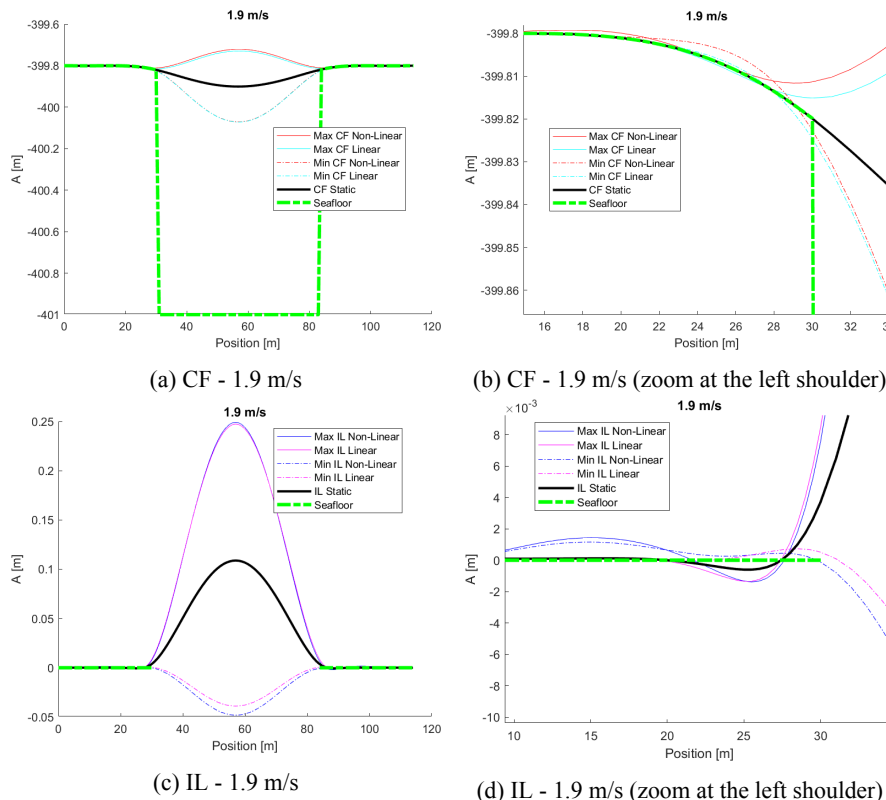 1.9 m/s
-399.6
-399.8
-400
-400.2
-400.4
-400.6
-400.8
-401
A [m]
Max CF Non-Linear
Max CF Linear
Min CF Non-Linear
Min CF Linear
CF Static
Seafloor
0 20 40 60 80 100 120
Position [m]
(a) CF - 1.9 m/s
1.9 m/s
-399.8
-399.81
-399.82
-399.83
-399.84
-399.85
-399.86
A [m]
Max CF Non-Linear
Max CF Linear
Min CF Non-Linear
Min CF Linear
CF Static
Seafloor
16 18 20 22 24 26 28 30 32
Position [m]
(b) CF - 1.9 m/s (zoom at the left shoulder)
1.9 m/s
0.25
0.2
0.15
0.1
0.05
0
-0.05
A [m]
Max IL Non-Linear
Max IL Linear
Min IL Non-Linear
Min IL Linear
IL Static
Seafloor
0 20 40 60 80 100 120
Position [m]
(c) IL - 1.9 m/s
×10⁻³
1.9 m/s
8
6
4
2
0
-2
-4
-6
-8
-10
A [m]
Max IL Non-Linear
Max IL Linear
Min IL Non-Linear
Min IL Linear
IL Static
Seafloor
10 15 20 25 30
Position [m]
(d) IL - 1.9 m/s (zoom at the left shoulder)